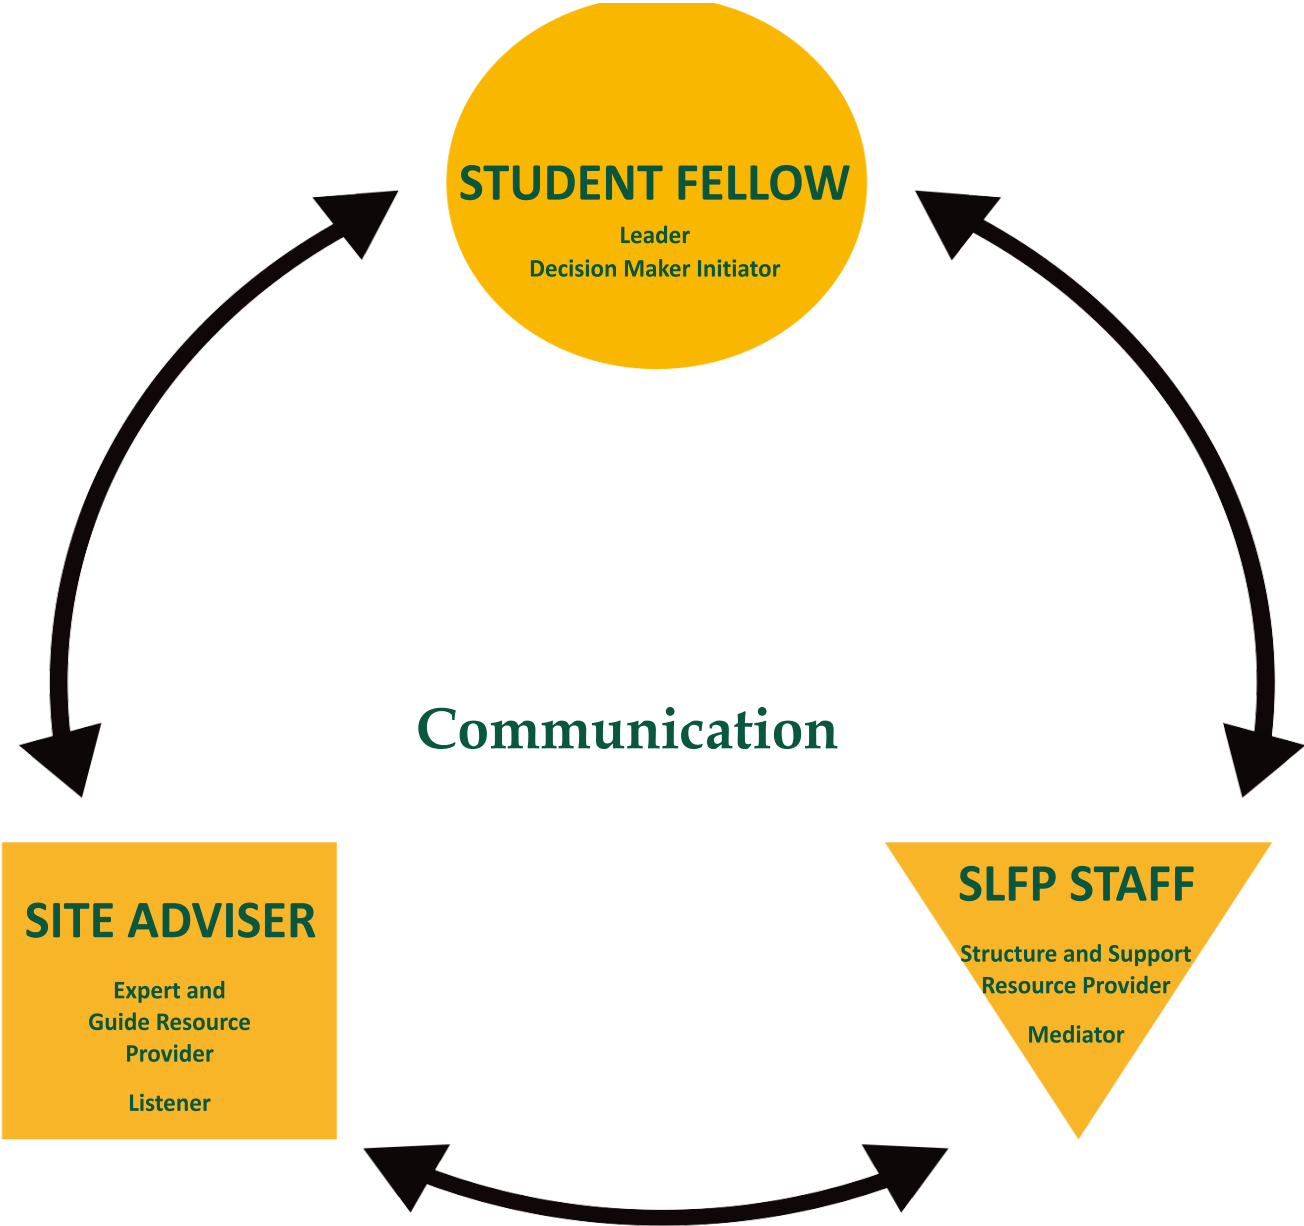 STUDENT FELLOW
Leader
Decision Maker Initiator
Communication
SITE ADVISER
Expert and
Guide Resource
Provider
Listener
SLFP STAFF
Structure and Support
Resource Provider
Mediator